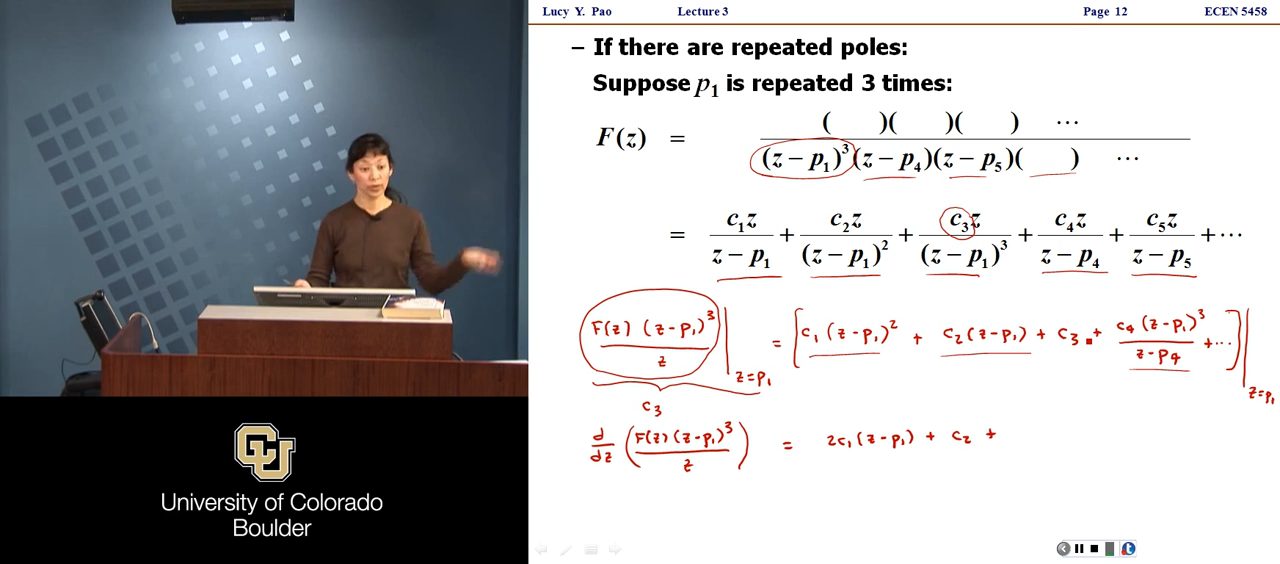 Lucy Y. Pao Lecture 3 Page 12 ECEN 5458
– If there are repeated poles:
Suppose p₁ is repeated 3 times:
F(z) = ( )( )( ) ⋯ / (z − p₁)³(z − p₄)(z − p₅)( ) ⋯
= c₁z / (z − p₁) + c₂z / (z − p₁)² + c₃z / (z − p₁)³ + c₄z / (z − p₄) + c₅z / (z − p₅) + ⋯
F(z) (z − p₁)³ / z |z=p₁ = [c₁(z − p₁)² + c₂(z − p₁) + c₃ + c₄(z − p₁)³ / (z − p₄) + ⋯] |z=p₁
c₃
d/dz (F(z)(z − p₁)³ / z) = 2c₁(z − p₁) + c₂ +
CU
University of Colorado
Boulder